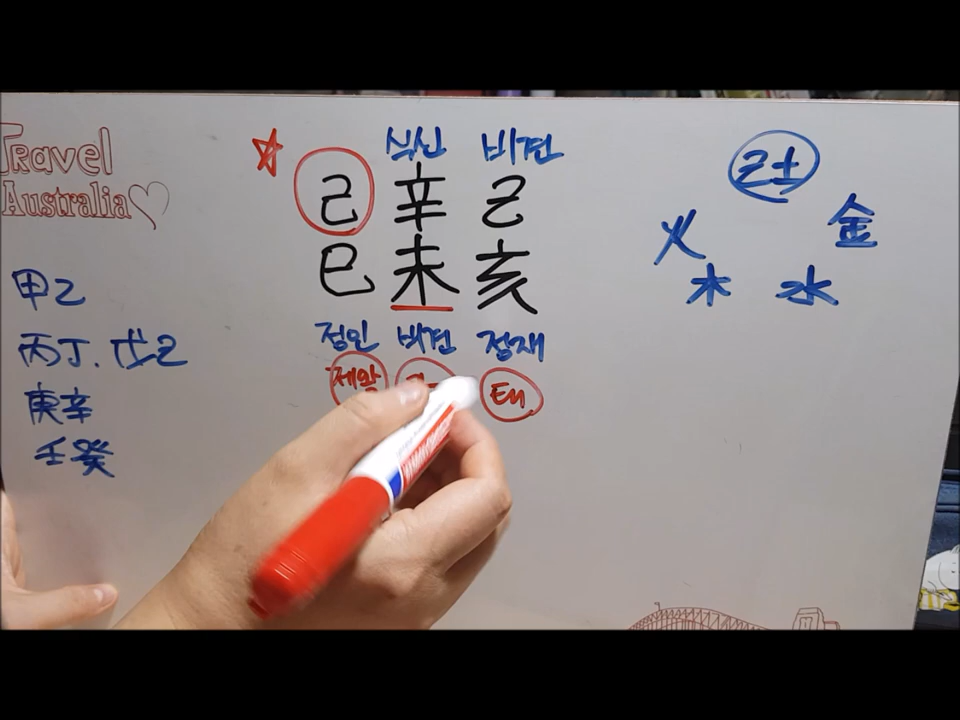 Travel
Australia
甲乙
丙丁.戊己
庚辛
壬癸
식신 비견
己 辛 己
巳 未 亥
정인 비견 정재
제왕 태
己土
火 金
木 水